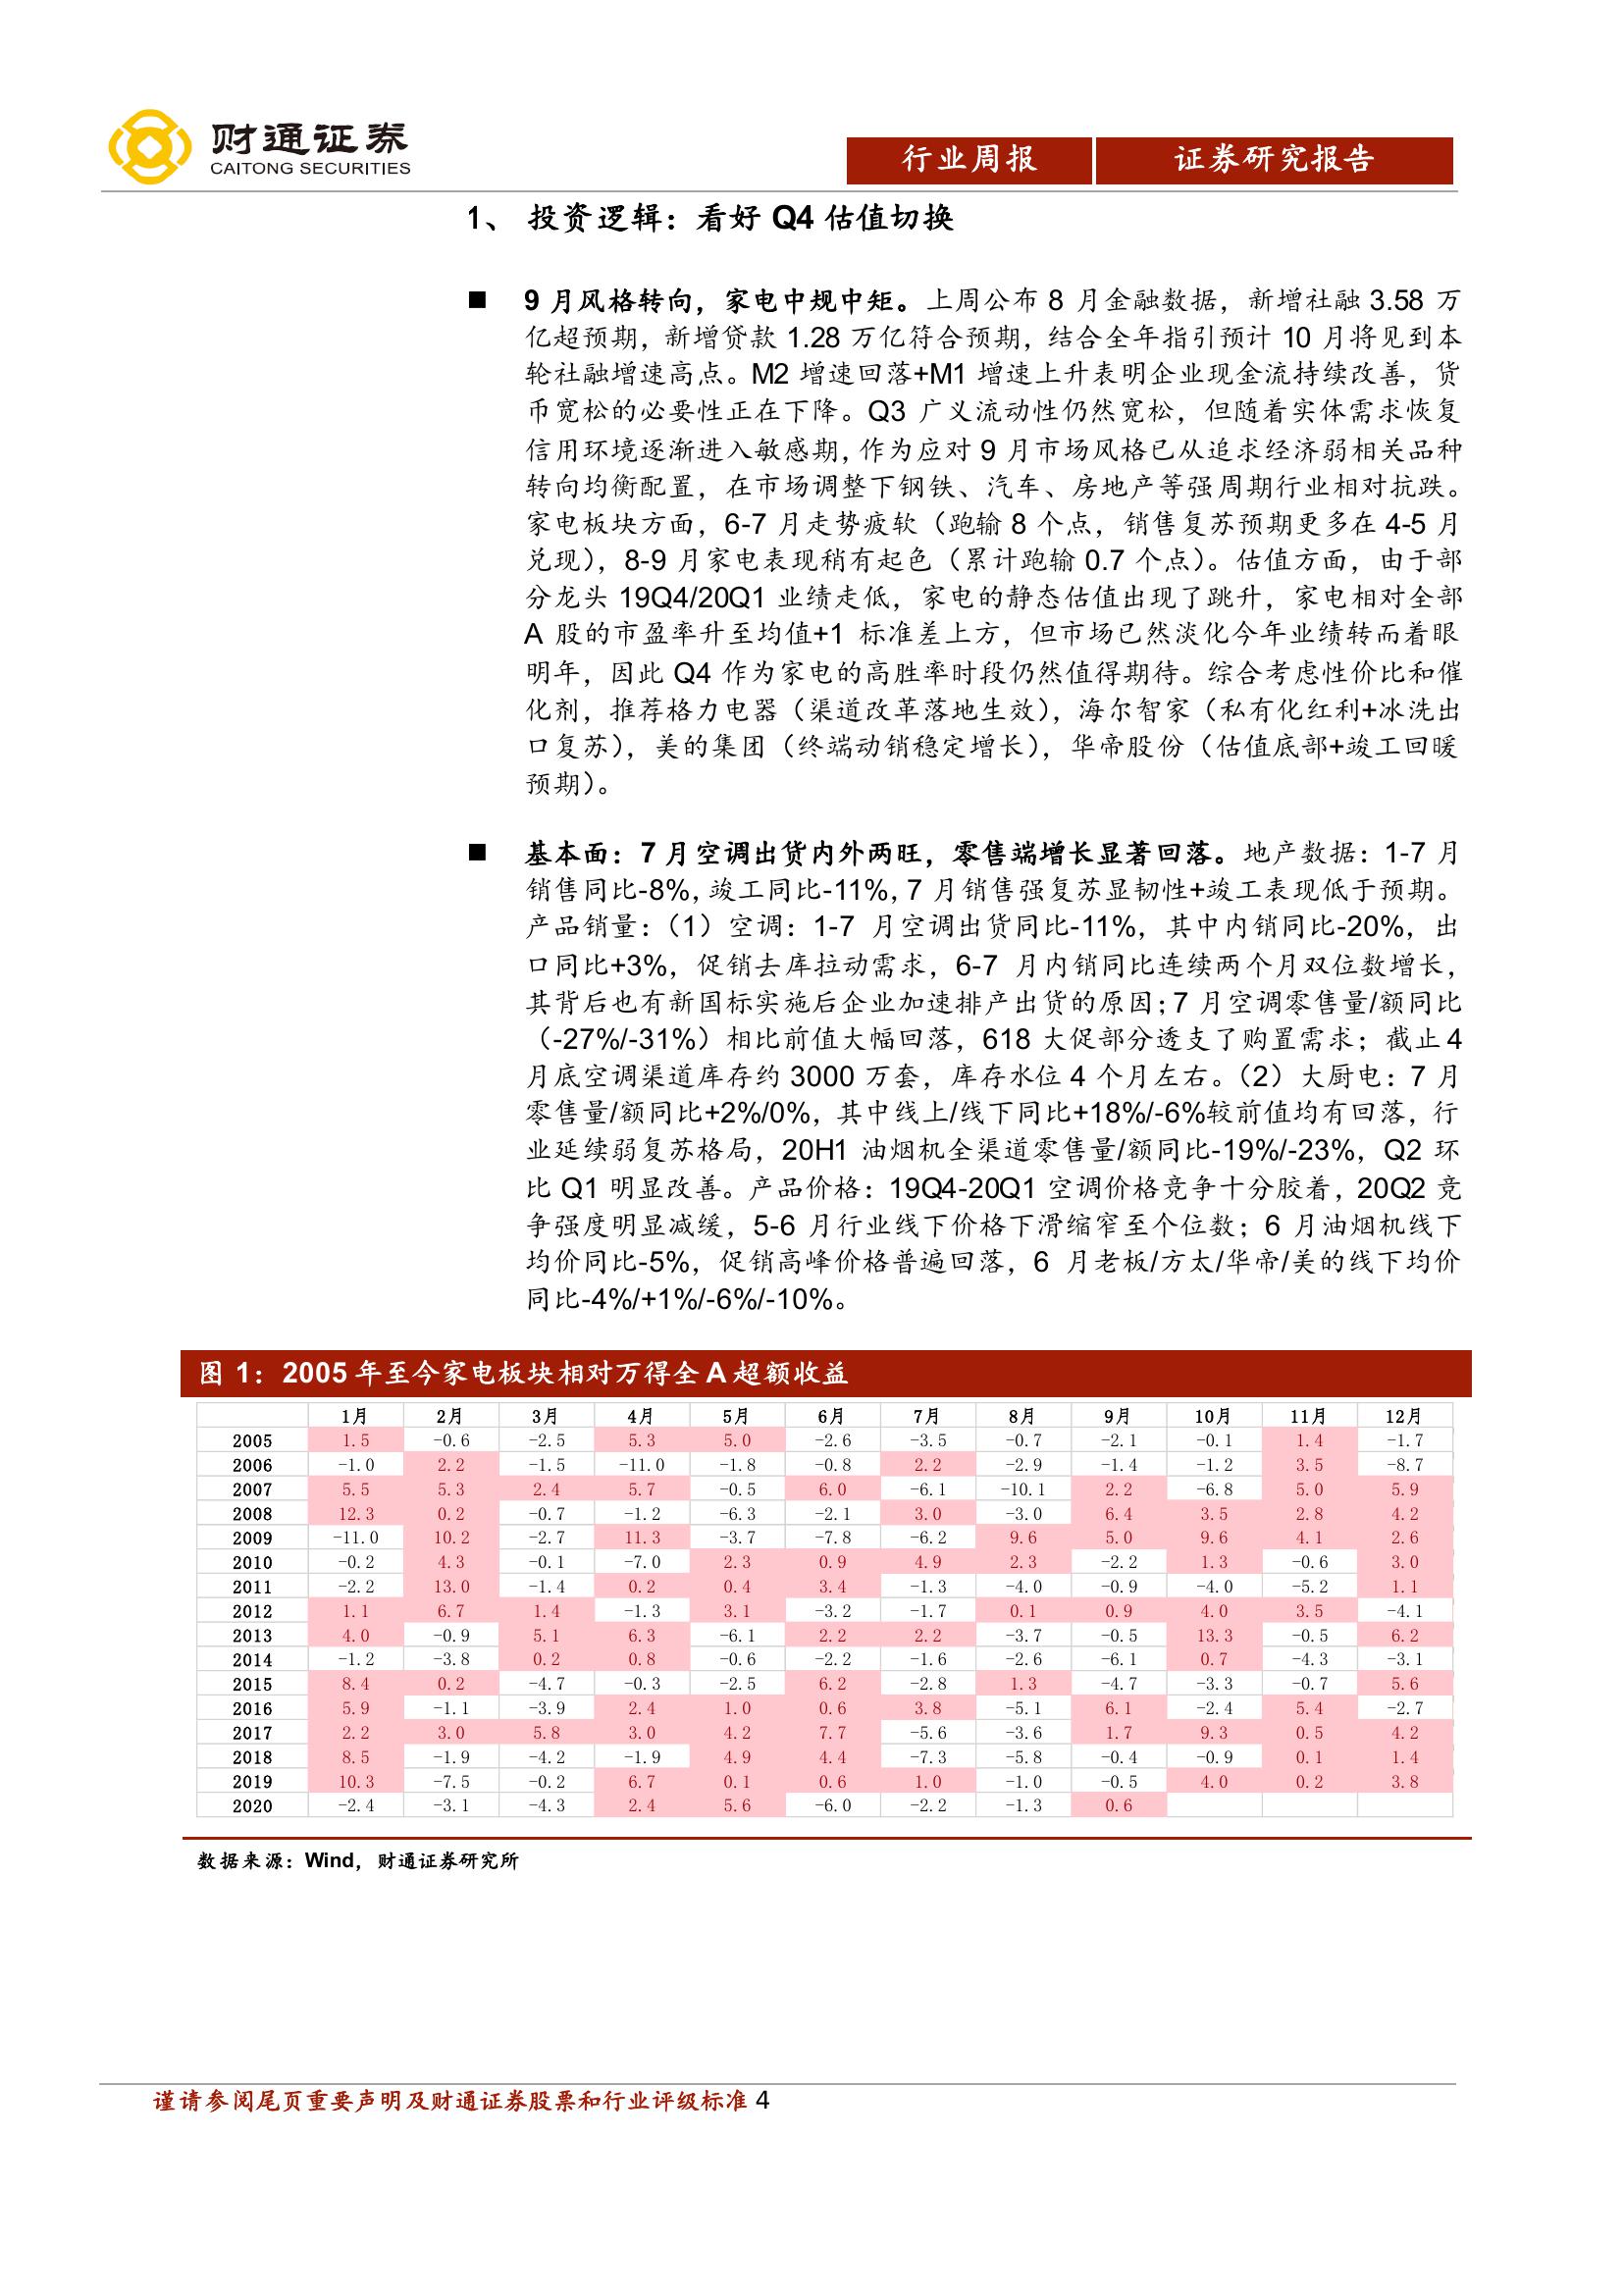 财通证券
CAITONG SECURITIES
行业周报 证券研究报告
1、 投资逻辑：看好 Q4 估值切换
■ 9 月风格转向，家电中规中矩。上周公布 8 月金融数据，新增社融 3.58 万
亿超预期，新增贷款 1.28 万亿符合预期，结合全年指引预计 10 月将见到本
轮社融增速高点。M2 增速回落+M1 增速上升表明企业现金流持续改善，货
币宽松的必要性正在下降。Q3 广义流动性仍然宽松，但随着实体需求恢复
信用环境逐渐进入敏感期，作为应对 9 月市场风格已从追求经济弱相关品种
转向均衡配置，在市场调整下钢铁、汽车、房地产等强周期行业相对抗跌。
家电板块方面，6-7 月走势疲软（跑输 8 个点，销售复苏预期更多在 4-5 月
兑现），8-9 月家电表现稍有起色（累计跑输 0.7 个点）。估值方面，由于部
分龙头 19Q4/20Q1 业绩走低，家电的静态估值出现了跳升，家电相对全部
A 股的市盈率升至均值+1 标准差上方，但市场已然淡化今年业绩转而着眼
明年，因此 Q4 作为家电的高胜率时段仍然值得期待。综合考虑性价比和催
化剂，推荐格力电器（渠道改革落地生效），海尔智家（私有化红利+冰洗出
口复苏），美的集团（终端动销稳定增长），华帝股份（估值底部+竣工回暖
预期）。
■ 基本面：7 月空调出货内外两旺，零售端增长显著回落。地产数据：1-7 月
销售同比-8%, 竣工同比-11%, 7 月销售强复苏显韧性+竣工表现低于预期。
产品销量：（1）空调：1-7 月空调出货同比-11%，其中内销同比-20%，出
口同比+3%，促销去库拉动需求，6-7 月内销同比连续两个月双位数增长，
其背后也有新国标实施后企业加速排产出货的原因；7 月空调零售量/额同比
（-27%/-31%）相比前值大幅回落，618 大促部分透支了购置需求；截止 4
月底空调渠道库存约 3000 万套，库存水位 4 个月左右。（2）大厨电：7 月
零售量/额同比+2%/0%，其中线上/线下同比+18%/-6%较前值均有回落，行
业延续弱复苏格局，20H1 油烟机全渠道零售量/额同比-19%/-23%，Q2 环
比 Q1 明显改善。产品价格：19Q4-20Q1 空调价格竞争十分胶着，20Q2 竞
争强度明显减缓，5-6 月行业线下价格下滑缩窄至个位数；6 月油烟机线下
均价同比-5%，促销高峰价格普遍回落，6 月老板/方太/华帝/美的线下均价
同比-4%/+1%/-6%/-10%。
图 1：2005 年至今家电板块相对万得全 A 超额收益
1月 2月 3月 4月 5月 6月 7月 8月 9月 10月 11月 12月
2005 1.5 -0.6 -2.5 5.3 5.0 -2.6 -3.5 -0.7 -2.1 -0.1 1.4 -1.7
2006 -1.0 2.2 -1.5 -11.0 -1.8 -0.8 2.2 -2.9 -1.4 -1.2 3.5 -8.7
2007 5.5 5.3 2.4 5.7 -0.5 6.0 -6.1 -10.1 2.2 -6.8 5.0 5.9
2008 12.3 0.2 -0.7 -1.2 -6.3 -2.1 3.0 -3.0 6.4 3.5 2.8 4.2
2009 -11.0 10.2 -2.7 11.3 -3.7 -7.8 -6.2 9.6 5.0 9.6 4.1 2.6
2010 -0.2 4.3 -0.1 -7.0 2.3 0.9 4.9 2.3 -2.2 1.3 -0.6 3.0
2011 -2.2 13.0 -1.4 0.2 0.4 3.4 -1.3 -4.0 -0.9 -4.0 -5.2 1.1
2012 1.1 6.7 1.4 -1.3 3.1 -3.2 -1.7 0.1 0.9 4.0 3.5 -4.1
2013 4.0 -0.9 5.1 6.3 -6.1 2.2 2.2 -3.7 -0.5 13.3 -0.5 6.2
2014 -1.2 -3.8 0.2 0.8 -0.6 -2.2 -1.6 -2.6 -6.1 0.7 -4.3 -3.1
2015 8.4 0.2 -4.7 -0.3 -2.5 6.2 -2.8 1.3 -4.7 -3.3 -0.7 5.6
2016 5.9 -1.1 -3.9 2.4 1.0 0.6 3.8 -5.1 6.1 -2.4 5.4 -2.7
2017 2.2 3.0 5.8 3.0 4.2 7.7 -5.6 -3.6 1.7 9.3 0.5 4.2
2018 8.5 -1.9 -4.2 -1.9 4.9 4.4 -7.3 -5.8 -0.4 -0.9 0.1 1.4
2019 10.3 -7.5 -0.2 6.7 0.1 0.6 1.0 -1.0 -0.5 4.0 0.2 3.8
2020 -2.4 -3.1 -4.3 2.4 5.6 -6.0 -2.2 -1.3 0.6
数据来源：Wind，财通证券研究所
谨请参阅尾页重要声明及财通证券股票和行业评级标准 4